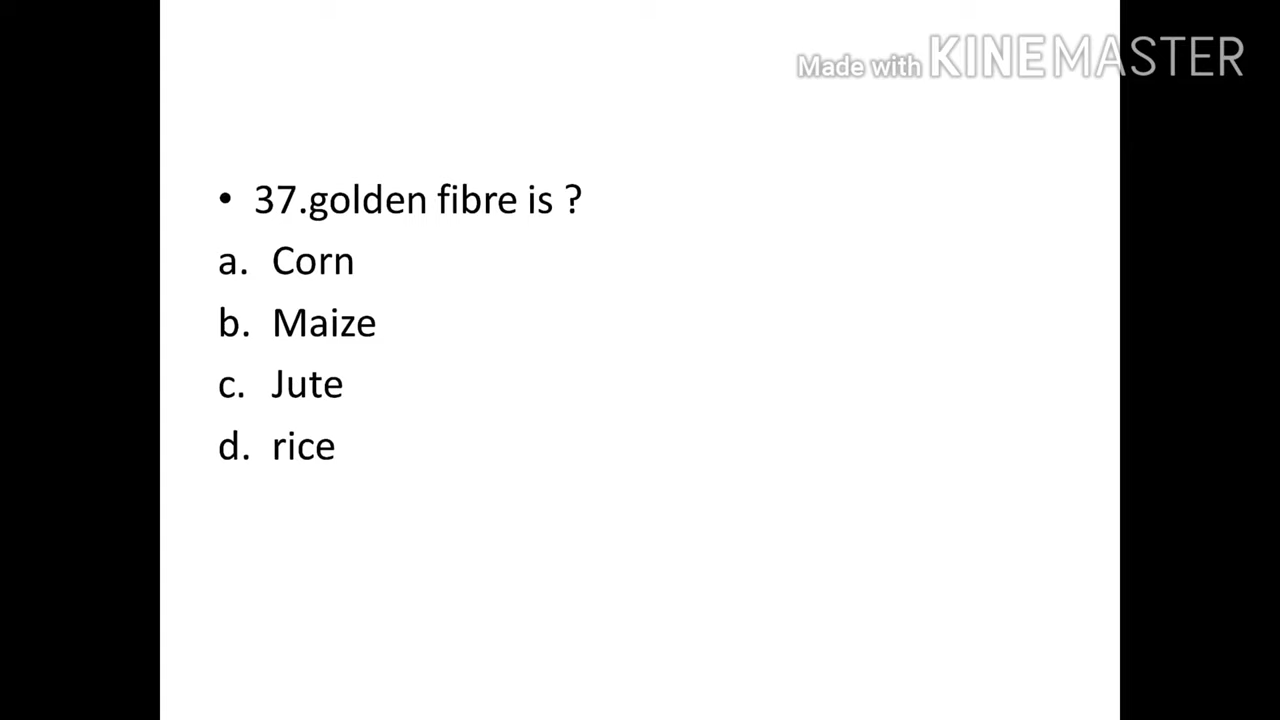 Made with KINEMASTER
• 37.golden fibre is ?
a. Corn
b. Maize
c. Jute
d. rice